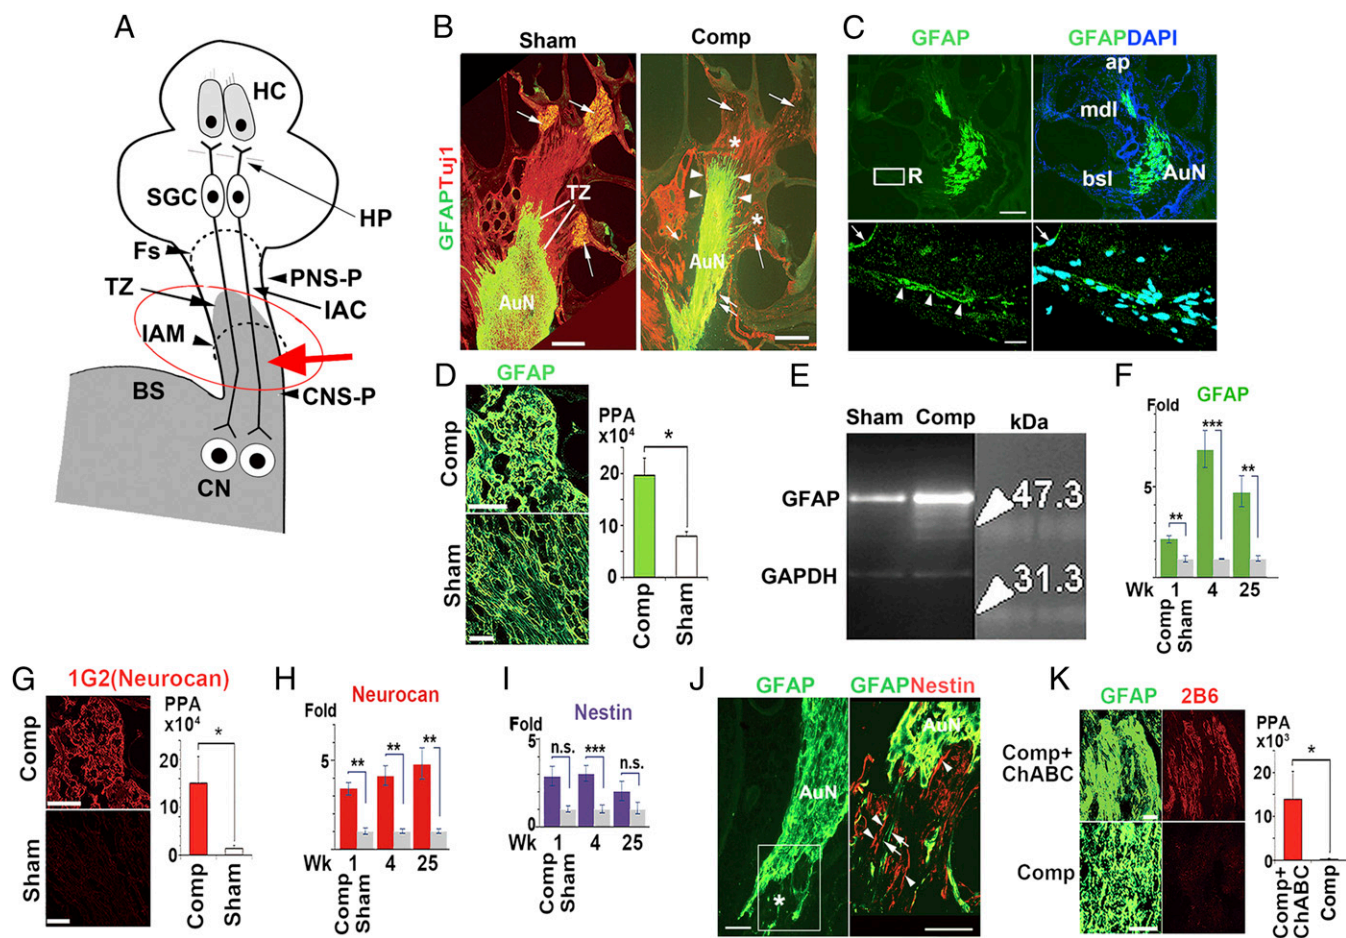 A
HC
SGC
HP
Fs
PNS-P
TZ
IAC
IAM
BS
CNS-P
CN
B
Sham
Comp
GFAPTuj1
TZ
AuN
*
*
AuN
C
GFAP
GFAPDAPI
R
ap
mdl
bsl
AuN
D
GFAP
Comp
Sham
PPA
x10⁴
30
20
10
0
*
Comp
Sham
E
Sham
Comp
kDa
GFAP
47.3
GAPDH
31.3
F
GFAP
Fold
5
**
***
**
Wk
1
4
25
Comp
Sham
G
1G2(Neurocan)
Comp
Sham
PPA
x10⁴
20
15
10
5
0
*
Comp
Sham
H
Neurocan
Fold
5
**
**
**
Wk
1
4
25
Comp
Sham
I
Nestin
Fold
5
n.s.
***
n.s.
Wk
1
4
25
Comp
Sham
J
GFAP
GFAPNestin
AuN
*
AuN
K
GFAP
2B6
Comp+
ChABC
Comp
PPA
x10³
20
10
0
*
Comp+
ChABC
Comp